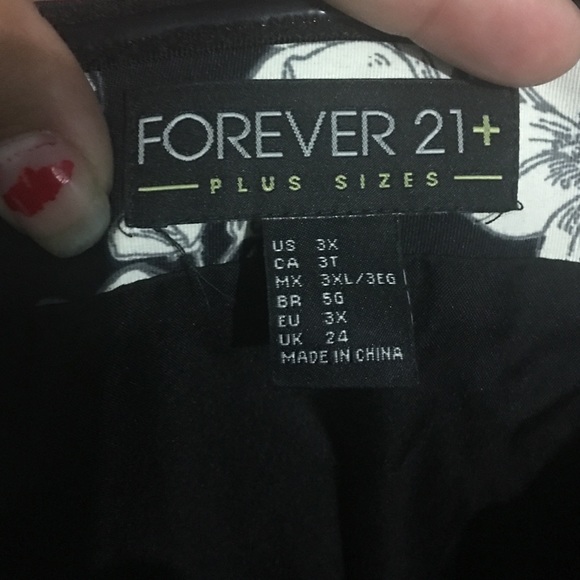 FOREVER 21+
PLUS SIZES
US 3X
CA 3T
MX 3XL/3EG
BR 5G
EU 3X
UK 24
MADE IN CHINA